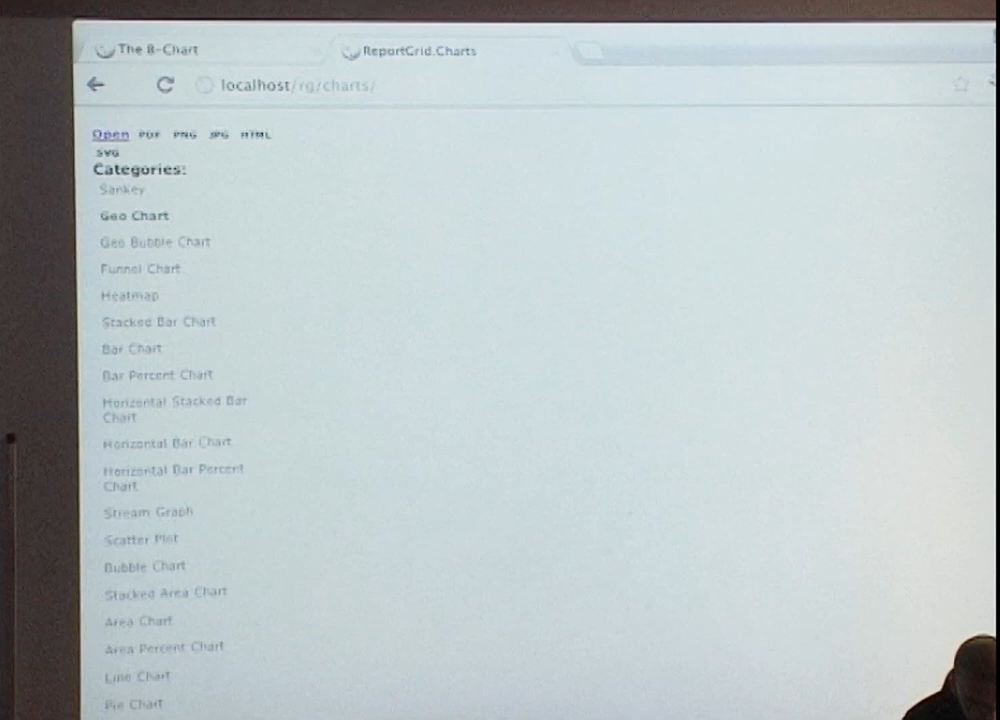 The 8-Chart
ReportGrid.Charts
localhost/rg/charts/
Open PDF PNG JPG HTML
SVG
Categories:
Sankey
Geo Chart
Geo Bubble Chart
Funnel Chart
Heatmap
Stacked Bar Chart
Bar Chart
Bar Percent Chart
Horizontal Stacked Bar
Chart
Horizontal Bar Chart
Horizontal Bar Percent
Chart
Stream Graph
Scatter Plot
Bubble Chart
Stacked Area Chart
Area Chart
Area Percent Chart
Line Chart
Pie Chart